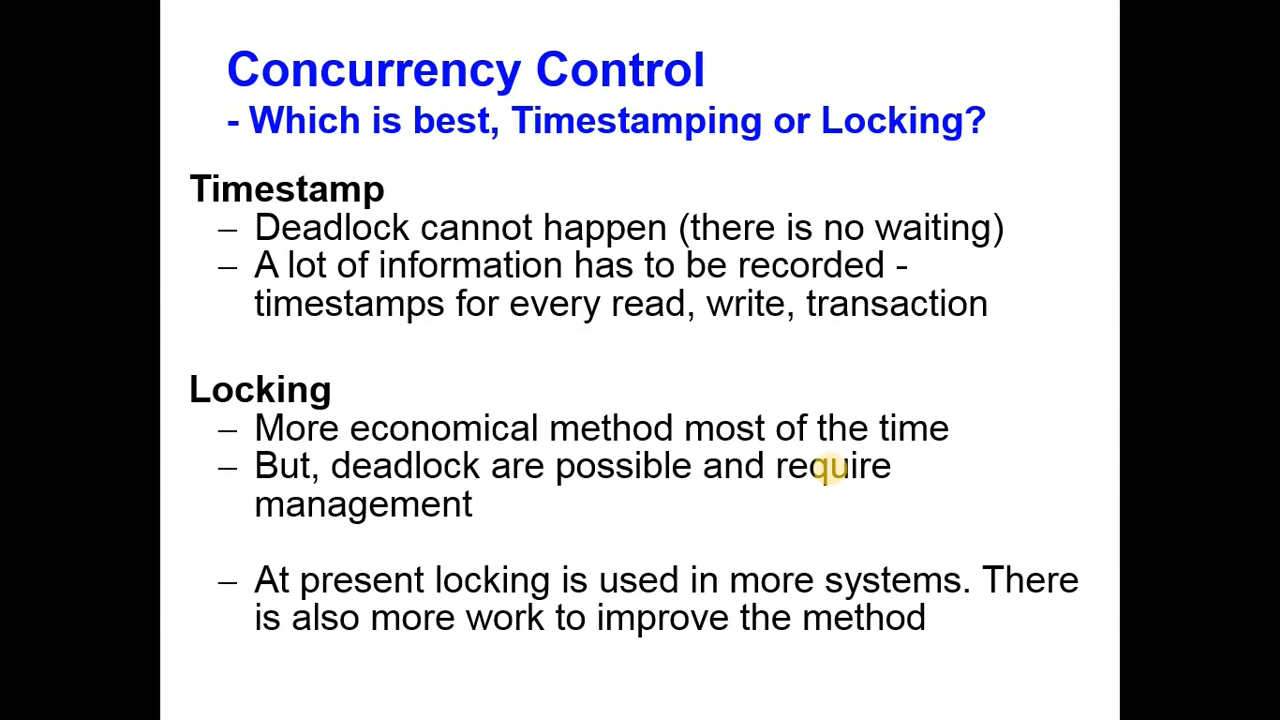 Concurrency Control
- Which is best, Timestamping or Locking?
Timestamp
– Deadlock cannot happen (there is no waiting)
– A lot of information has to be recorded -
timestamps for every read, write, transaction
Locking
– More economical method most of the time
– But, deadlock are possible and require
management
– At present locking is used in more systems. There
is also more work to improve the method